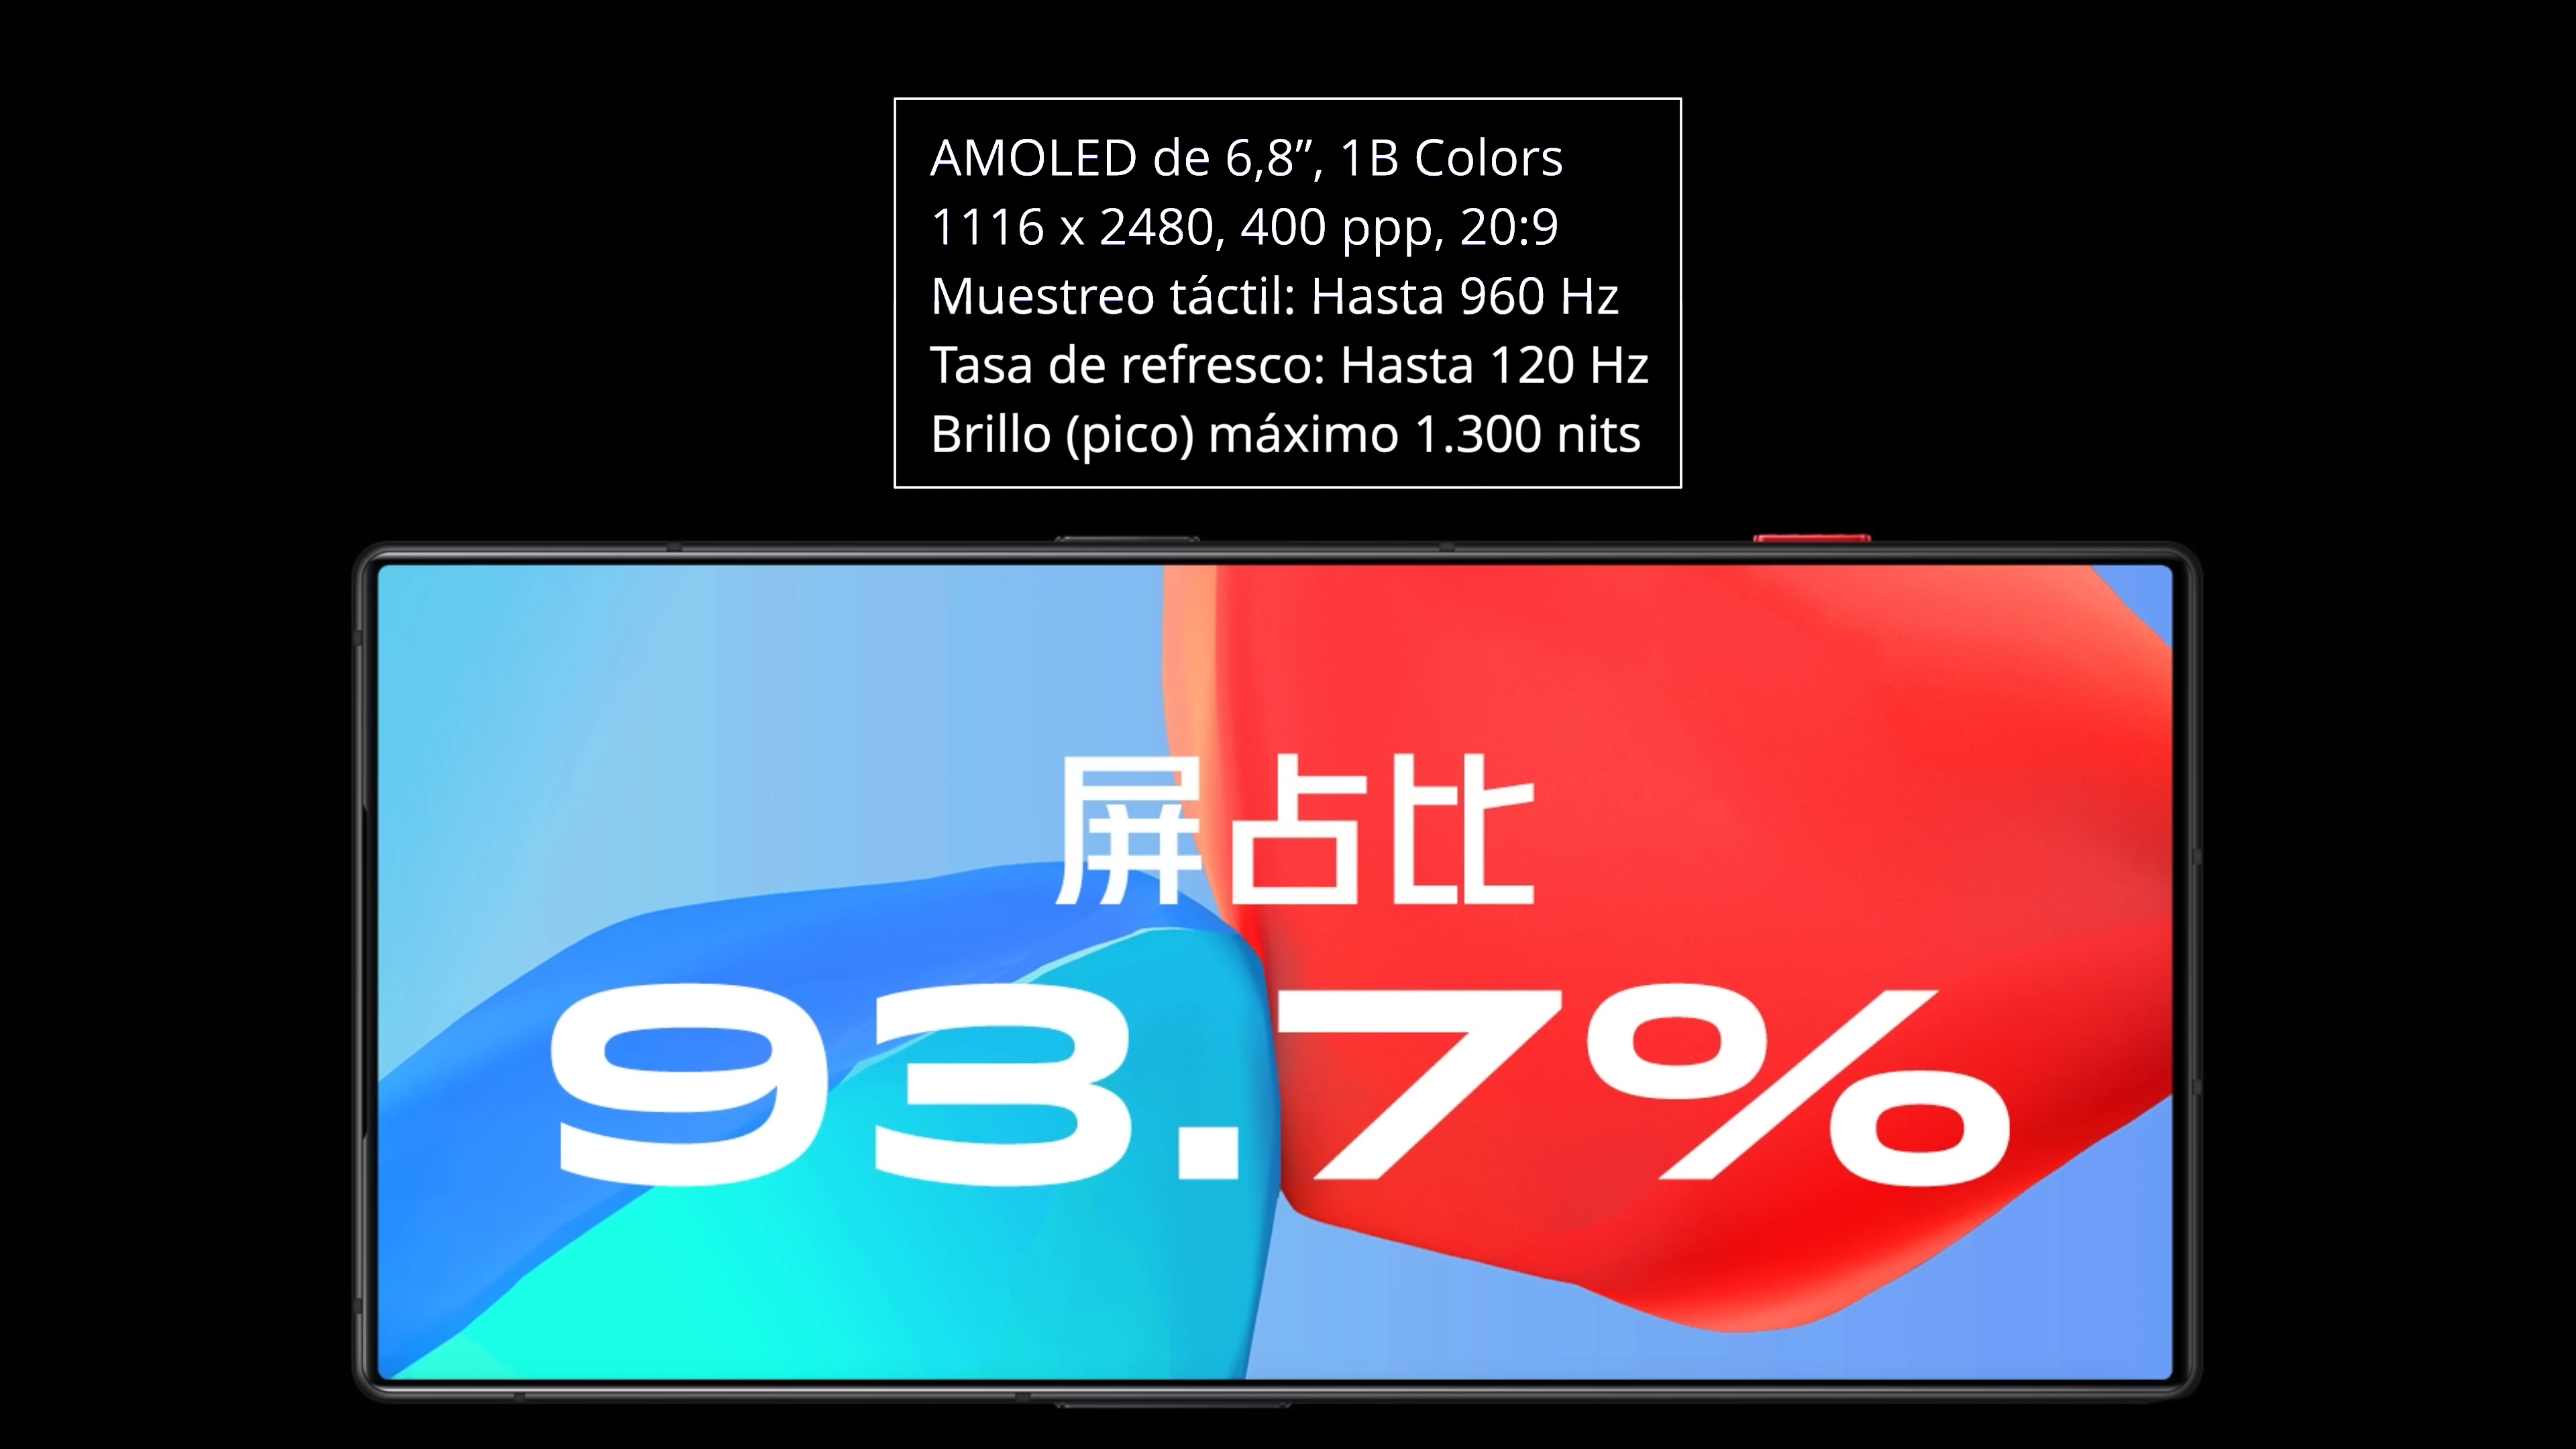 AMOLED de 6,8”, 1B Colors
1116 x 2480, 400 ppp, 20:9
Muestreo táctil: Hasta 960 Hz
Tasa de refresco: Hasta 120 Hz
Brillo (pico) máximo 1.300 nits
屏占比
93.7%